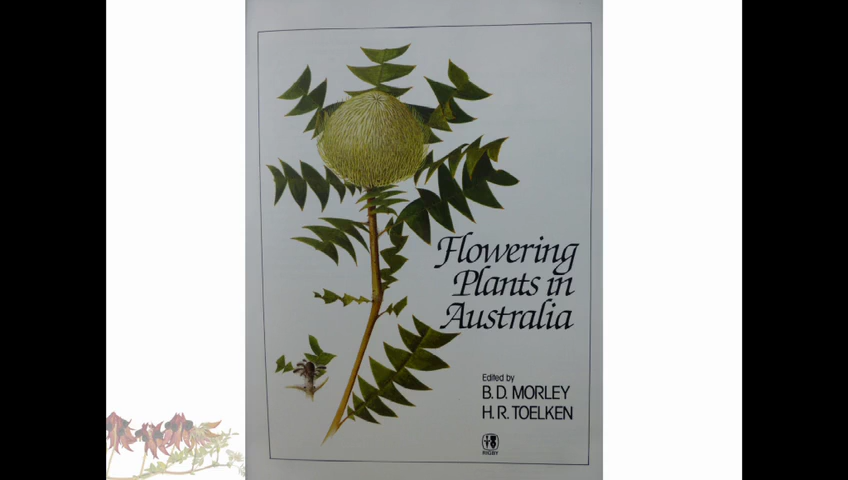 Flowering
Plants in
Australia
Edited by
B. D. MORLEY
H. R. TOELKEN
RIGBY